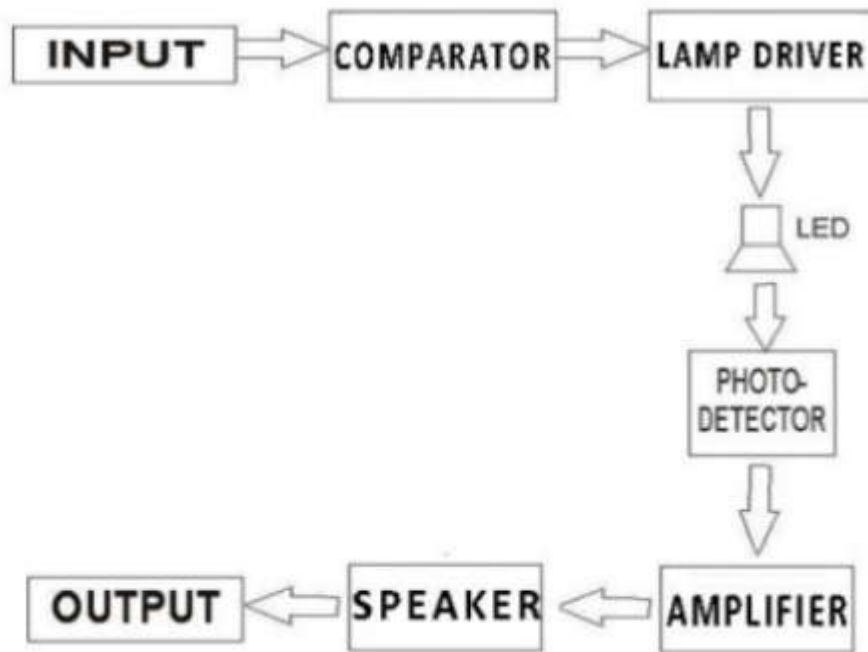 INPUT
COMPARATOR
LAMP DRIVER
LED
PHOTO-
DETECTOR
AMPLIFIER
SPEAKER
OUTPUT